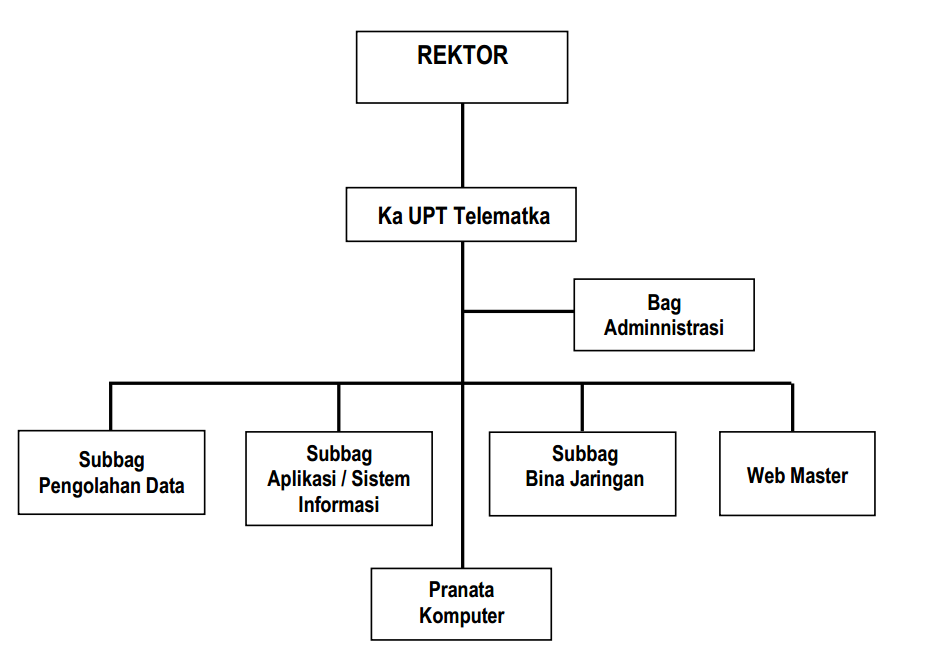 REKTOR
Ka UPT Telematka
Bag
Adminnistrasi
Subbag
Pengolahan Data
Subbag
Aplikasi / Sistem
Informasi
Subbag
Bina Jaringan
Web Master
Pranata
Komputer